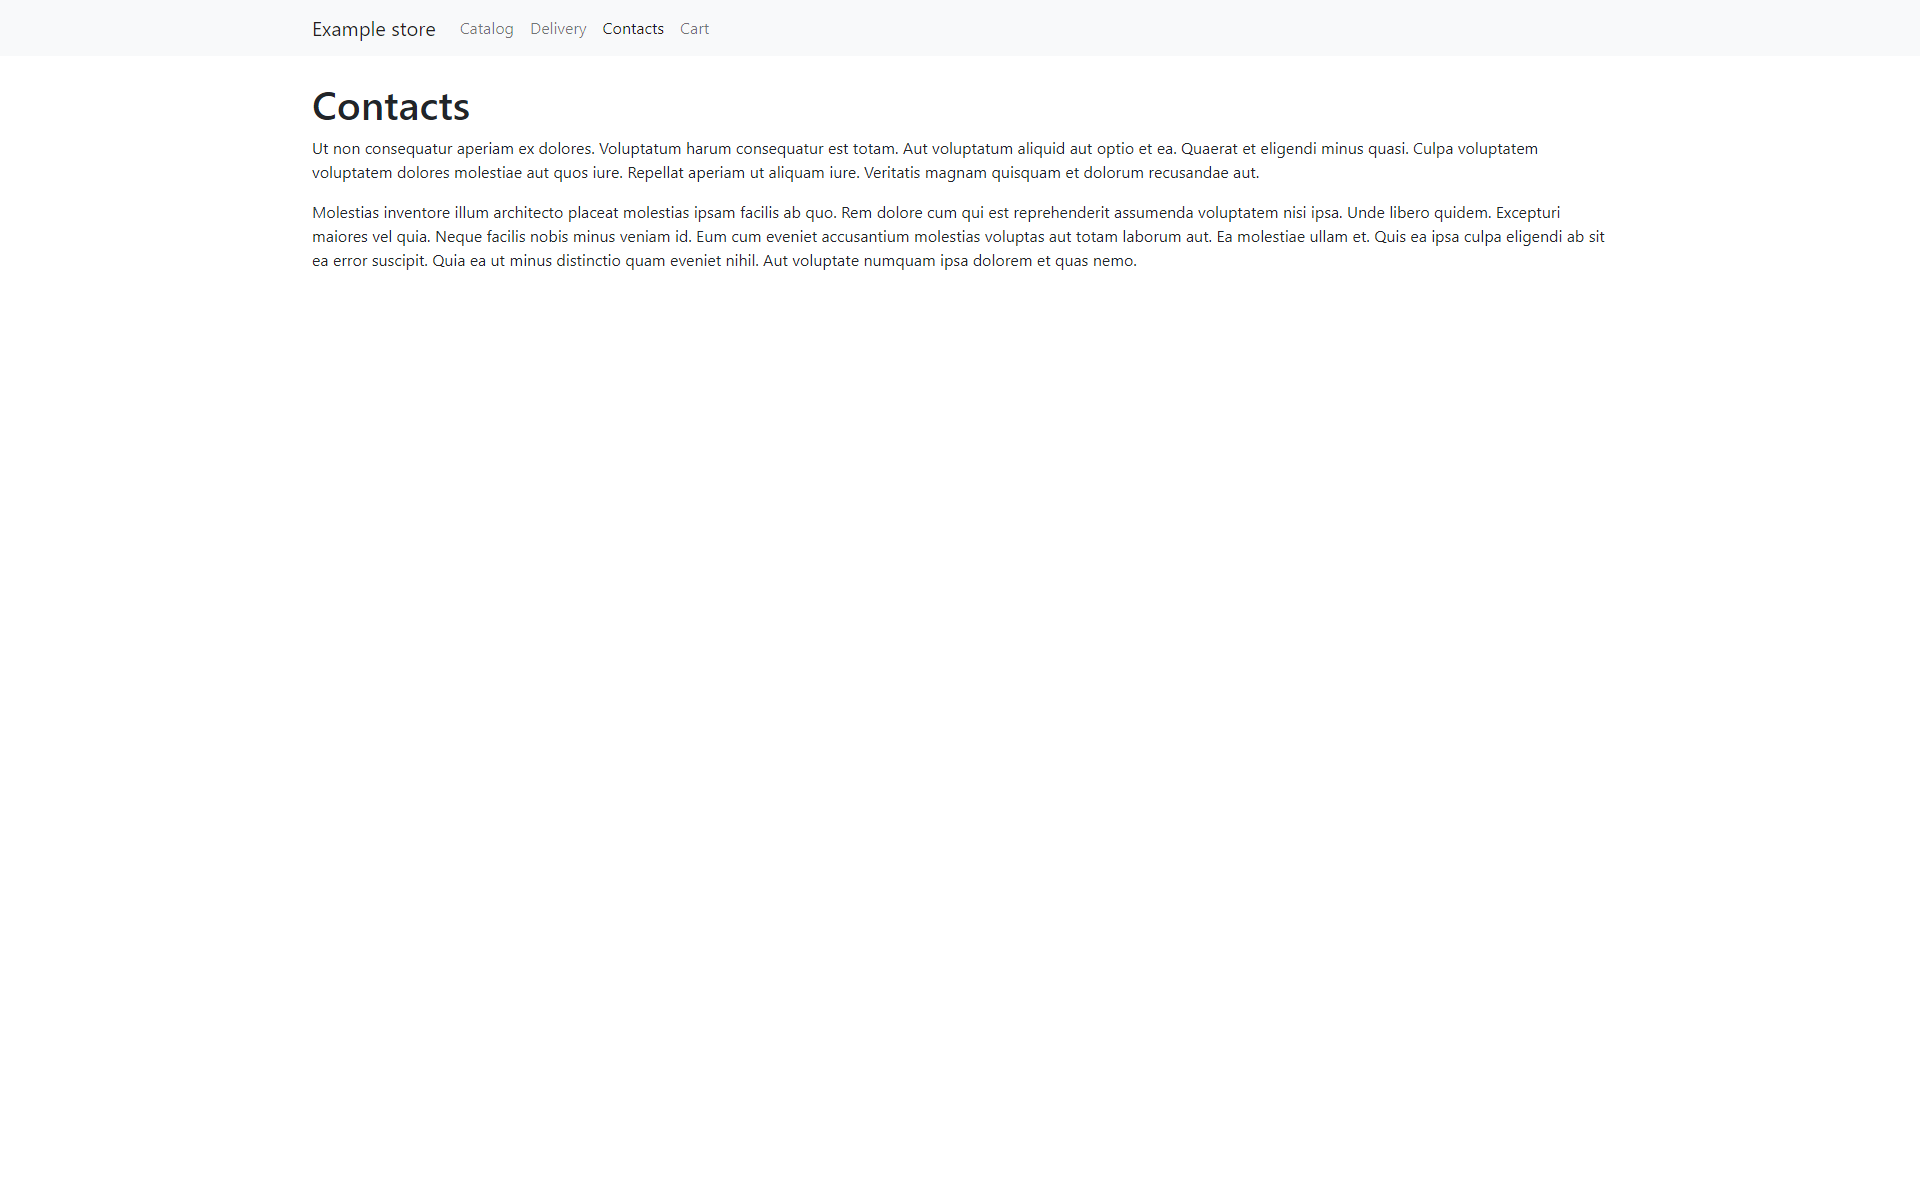 Example store Catalog Delivery Contacts Cart
Contacts
Ut non consequatur aperiam ex dolores. Voluptatum harum consequatur est totam. Aut voluptatum aliquid aut optio et ea. Quaerat et eligendi minus quasi. Culpa voluptatem
voluptatem dolores molestiae aut quos iure. Repellat aperiam ut aliquam iure. Veritatis magnam quisquam et dolorum recusandae aut.
Molestias inventore illum architecto placeat molestias ipsam facilis ab quo. Rem dolore cum qui est reprehenderit assumenda voluptatem nisi ipsa. Unde libero quidem. Excepturi
maiores vel quia. Neque facilis nobis minus veniam id. Eum cum eveniet accusantium molestias voluptas aut totam laborum aut. Ea molestiae ullam et. Quis ea ipsa culpa eligendi ab sit
ea error suscipit. Quia ea ut minus distinctio quam eveniet nihil. Aut voluptate numquam ipsa dolorem et quas nemo.